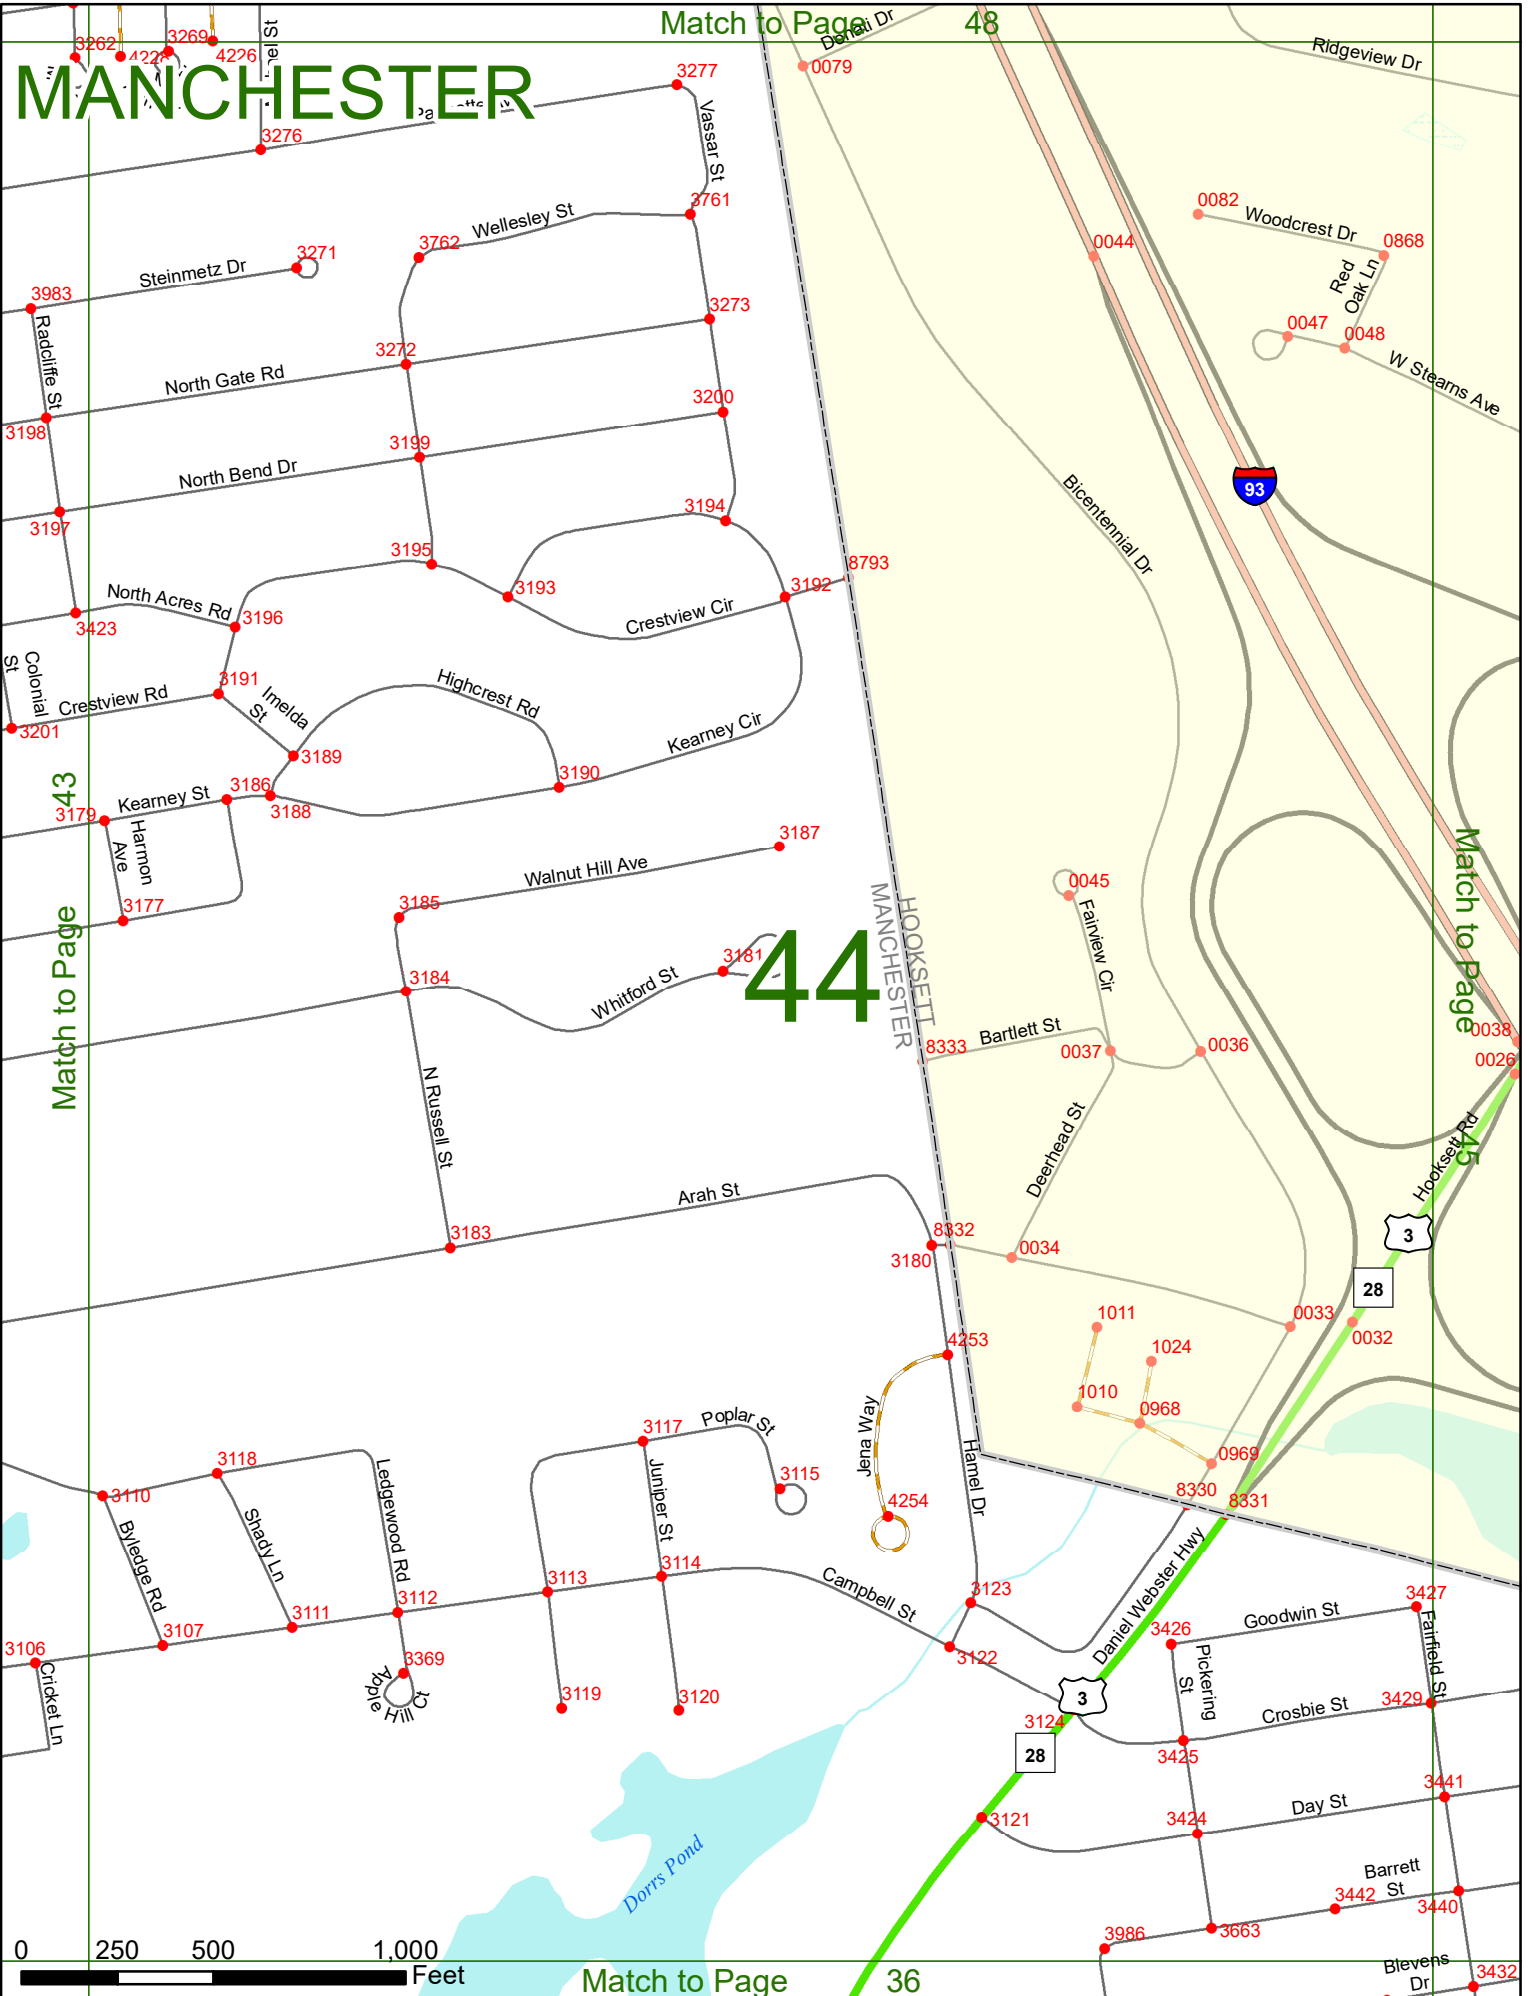 Match to Page 48
Donati Dr
Ridgeview Dr
3262
4226
3269
4226
0079
3277
MANCHESTER
3276
Vassar St
3761
0082
Woodcrest Dr
0868
Wellesley St
3762
0044
3271
Steinmetz Dr
Red
Oak Ln
3983
3273
0047
0048
Radcliffe St
3272
North Gate Rd
W Stearns Ave
3198
3200
3199
North Bend Dr
93
Bicentennial Dr
3197
3194
3195
8793
3193
3192
North Acres Rd
3196
Crestview Cir
3423
Colonial
St
3191
Crestview Rd
Imelda
St
Highcrest Rd
3201
Kearney Cir
3189
3190
Match to Page 43
3186
Kearney St
3179
3188
Harmon
Ave
3187
Walnut Hill Ave
Match to Page 45
0045
3185
3177
Fairview Cir
HOOKSETT
MANCHESTER
44
3181
3184
Whitford St
Bartlett St
8333
0037
0036
0038
0026
N Russell St
Deerhead St
Hooksett Rd
Arah St
3183
8332
3180
0034
3
28
1011
0033
0032
4253
1024
1010
0968
Jena Way
Poplar St
3117
Hamel Dr
3118
0969
3115
3110
Juniper St
Ledgewood Rd
4254
8330
8331
Shady Ln
Byledge Rd
3114
3113
Campbell St
3112
3123
Daniel Webster Hwy
3427
Goodwin St
3111
3426
3107
3106
3122
Fairfield St
3369
Cricket Ln
Apple Hill Ct
Pickering
St
3119
3120
3
3429
Crosbie St
3124
28
3425
3441
Day St
3121
3424
Dorrs Pond
Barrett
St
3442
3440
3986
3663
0 250 500 1,000
Feet
Blevens
Dr
3432
Match to Page 36